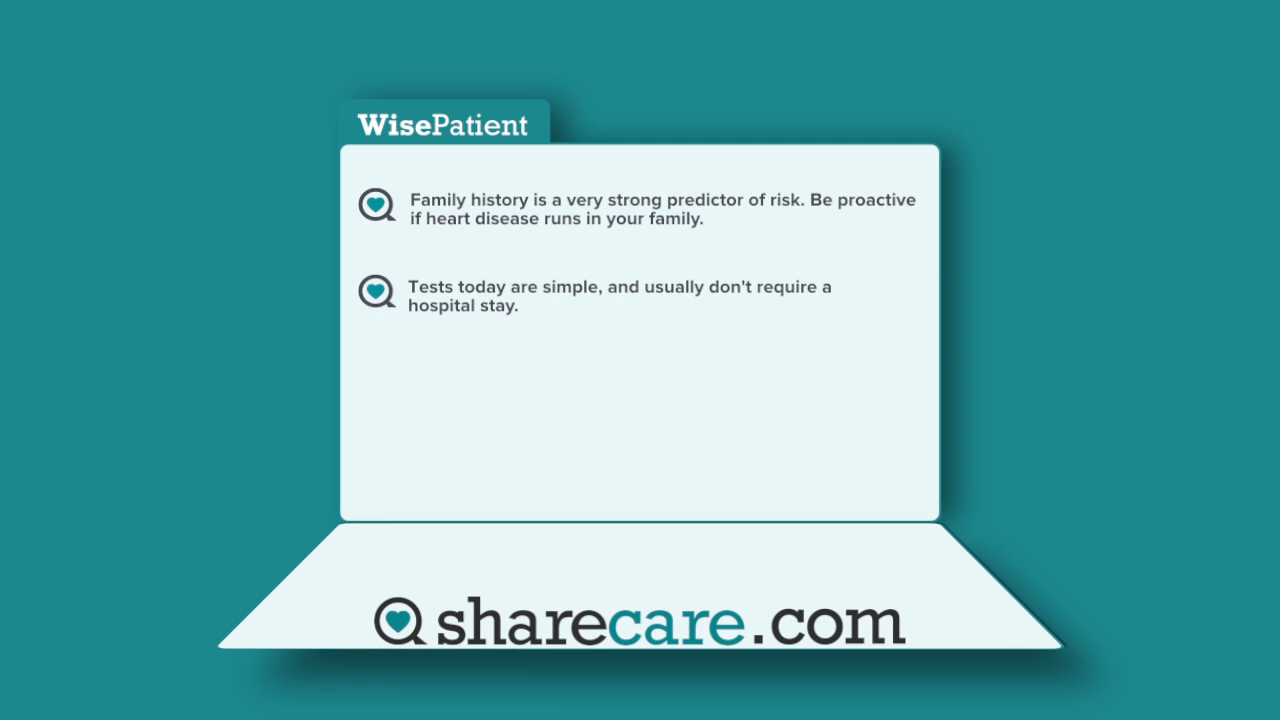 WisePatient
Family history is a very strong predictor of risk. Be proactive
if heart disease runs in your family.
Tests today are simple, and usually don't require a
hospital stay.
sharecare.com